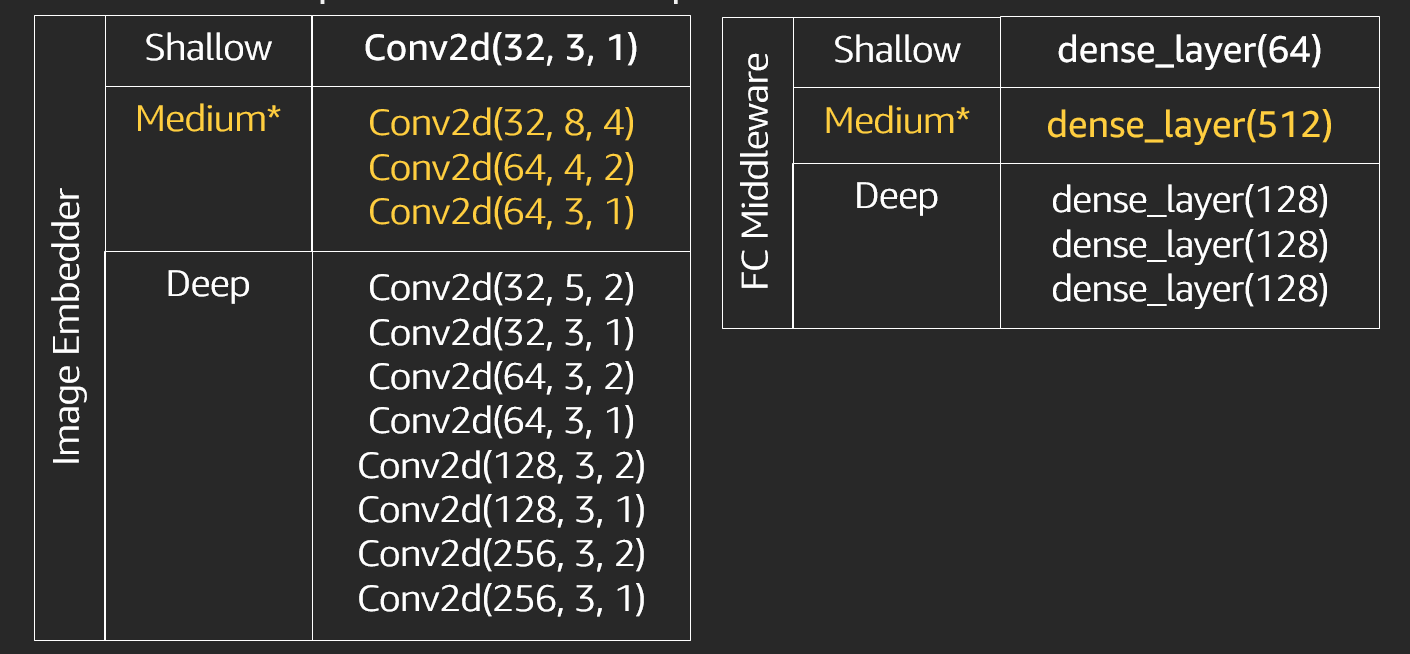 Image Embedder
Shallow
Conv2d(32, 3, 1)
Medium*
Conv2d(32, 8, 4)
Conv2d(64, 4, 2)
Conv2d(64, 3, 1)
Deep
Conv2d(32, 5, 2)
Conv2d(32, 3, 1)
Conv2d(64, 3, 2)
Conv2d(64, 3, 1)
Conv2d(128, 3, 2)
Conv2d(128, 3, 1)
Conv2d(256, 3, 2)
Conv2d(256, 3, 1)
FC Middleware
Shallow
dense_layer(64)
Medium*
dense_layer(512)
Deep
dense_layer(128)
dense_layer(128)
dense_layer(128)